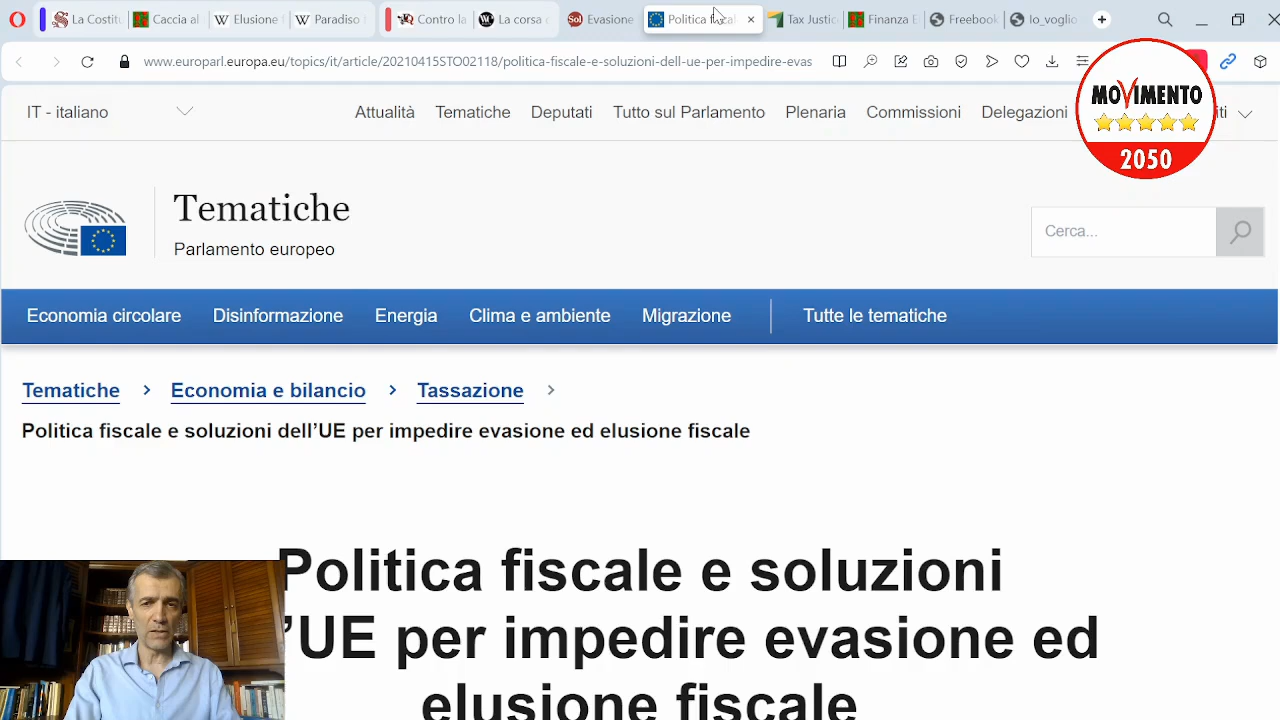 La Costitu
Caccia al
Elusione f
Paradiso f
Contro la
La corsa
Evasione
Politica fiscal
Tax Justic
Finanza E
Freebook
Io_voglio
www.europarl.europa.eu/topics/it/article/20210415STO02118/politica-fiscale-e-soluzioni-dell-ue-per-impedire-evas
IT - italiano
Attualità
Tematiche
Deputati
Tutto sul Parlamento
Plenaria
Commissioni
Delegazioni
iti
MOVIMENTO
2050
Tematiche
Parlamento europeo
Cerca...
Economia circolare
Disinformazione
Energia
Clima e ambiente
Migrazione
Tutte le tematiche
Tematiche > Economia e bilancio > Tassazione >
Politica fiscale e soluzioni dell’UE per impedire evasione ed elusione fiscale
Politica fiscale e soluzioni
’UE per impedire evasione ed
elusione fiscale